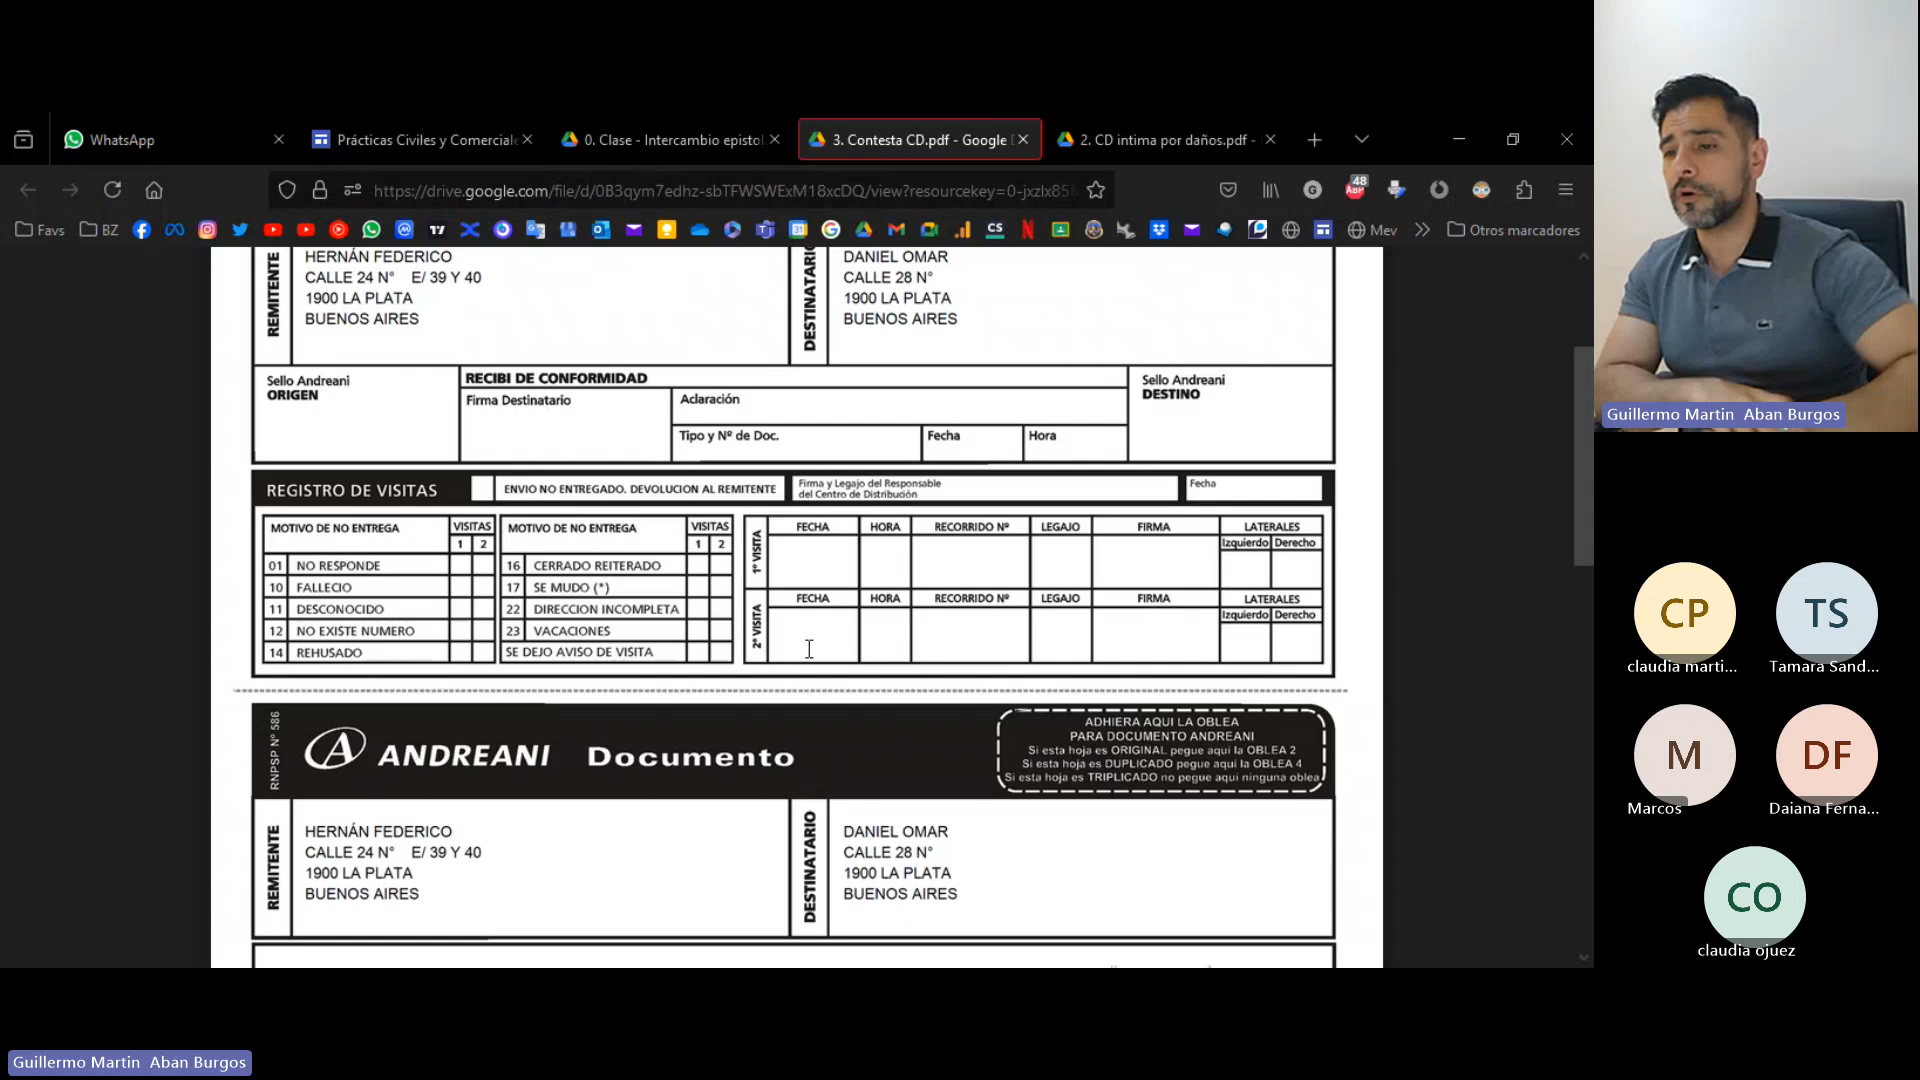 WhatsApp
Prácticas Civiles y Comerciale
0. Clase - Intercambio epistol
3. Contesta CD.pdf - Google
2. CD intima por daños.pdf -
https://drive.google.com/file/d/0B3qym7edhz-sbTFWSWExM18xcDQ/view?resourcekey=0-jxzlx85
48
Favs
BZ
Mev
Otros marcadores
REMITENTE
HERNÁN FEDERICO
CALLE 24 N° E/ 39 Y 40
1900 LA PLATA
BUENOS AIRES
DESTINATARIO
DANIEL OMAR
CALLE 28 N°
1900 LA PLATA
BUENOS AIRES
Sello Andreani
ORIGEN
RECIBI DE CONFORMIDAD
Firma Destinatario
Aclaración
Tipo y Nº de Doc.
Fecha
Hora
Sello Andreani
DESTINO
REGISTRO DE VISITAS
ENVIO NO ENTREGADO. DEVOLUCION AL REMITENTE
Firma y Legajo del Responsable
del Centro de Distribución
Fecha
MOTIVO DE NO ENTREGA VISITAS
1 2
01 NO RESPONDE
10 FALLECIO
11 DESCONOCIDO
12 NO EXISTE NUMERO
14 REHUSADO
MOTIVO DE NO ENTREGA VISITAS
1 2
16 CERRADO REITERADO
17 SE MUDO (*)
22 DIRECCION INCOMPLETA
23 VACACIONES
SE DEJO AVISO DE VISITA
1º VISITA
FECHA HORA RECORRIDO Nº LEGAJO FIRMA LATERALES
Izquierdo Derecho
2º VISITA
FECHA HORA RECORRIDO Nº LEGAJO FIRMA LATERALES
Izquierdo Derecho
RNPSP Nº 586
ANDREANI Documento
ADHIERA AQUI LA OBLEA
PARA DOCUMENTO ANDREANI
Si esta hoja es ORIGINAL pegue aqui la OBLEA 2
Si esta hoja es DUPLICADO pegue aqui la OBLEA 4
Si esta hoja es TRIPLICADO no pegue aqui ninguna oblea
REMITENTE
HERNÁN FEDERICO
CALLE 24 N° E/ 39 Y 40
1900 LA PLATA
BUENOS AIRES
DESTINATARIO
DANIEL OMAR
CALLE 28 N°
1900 LA PLATA
BUENOS AIRES
Guillermo Martin Aban Burgos
CP
claudia marti...
TS
Tamara Sand...
M
Marcos
DF
Daiana Ferna...
CO
claudia ojuez
Guillermo Martin Aban Burgos